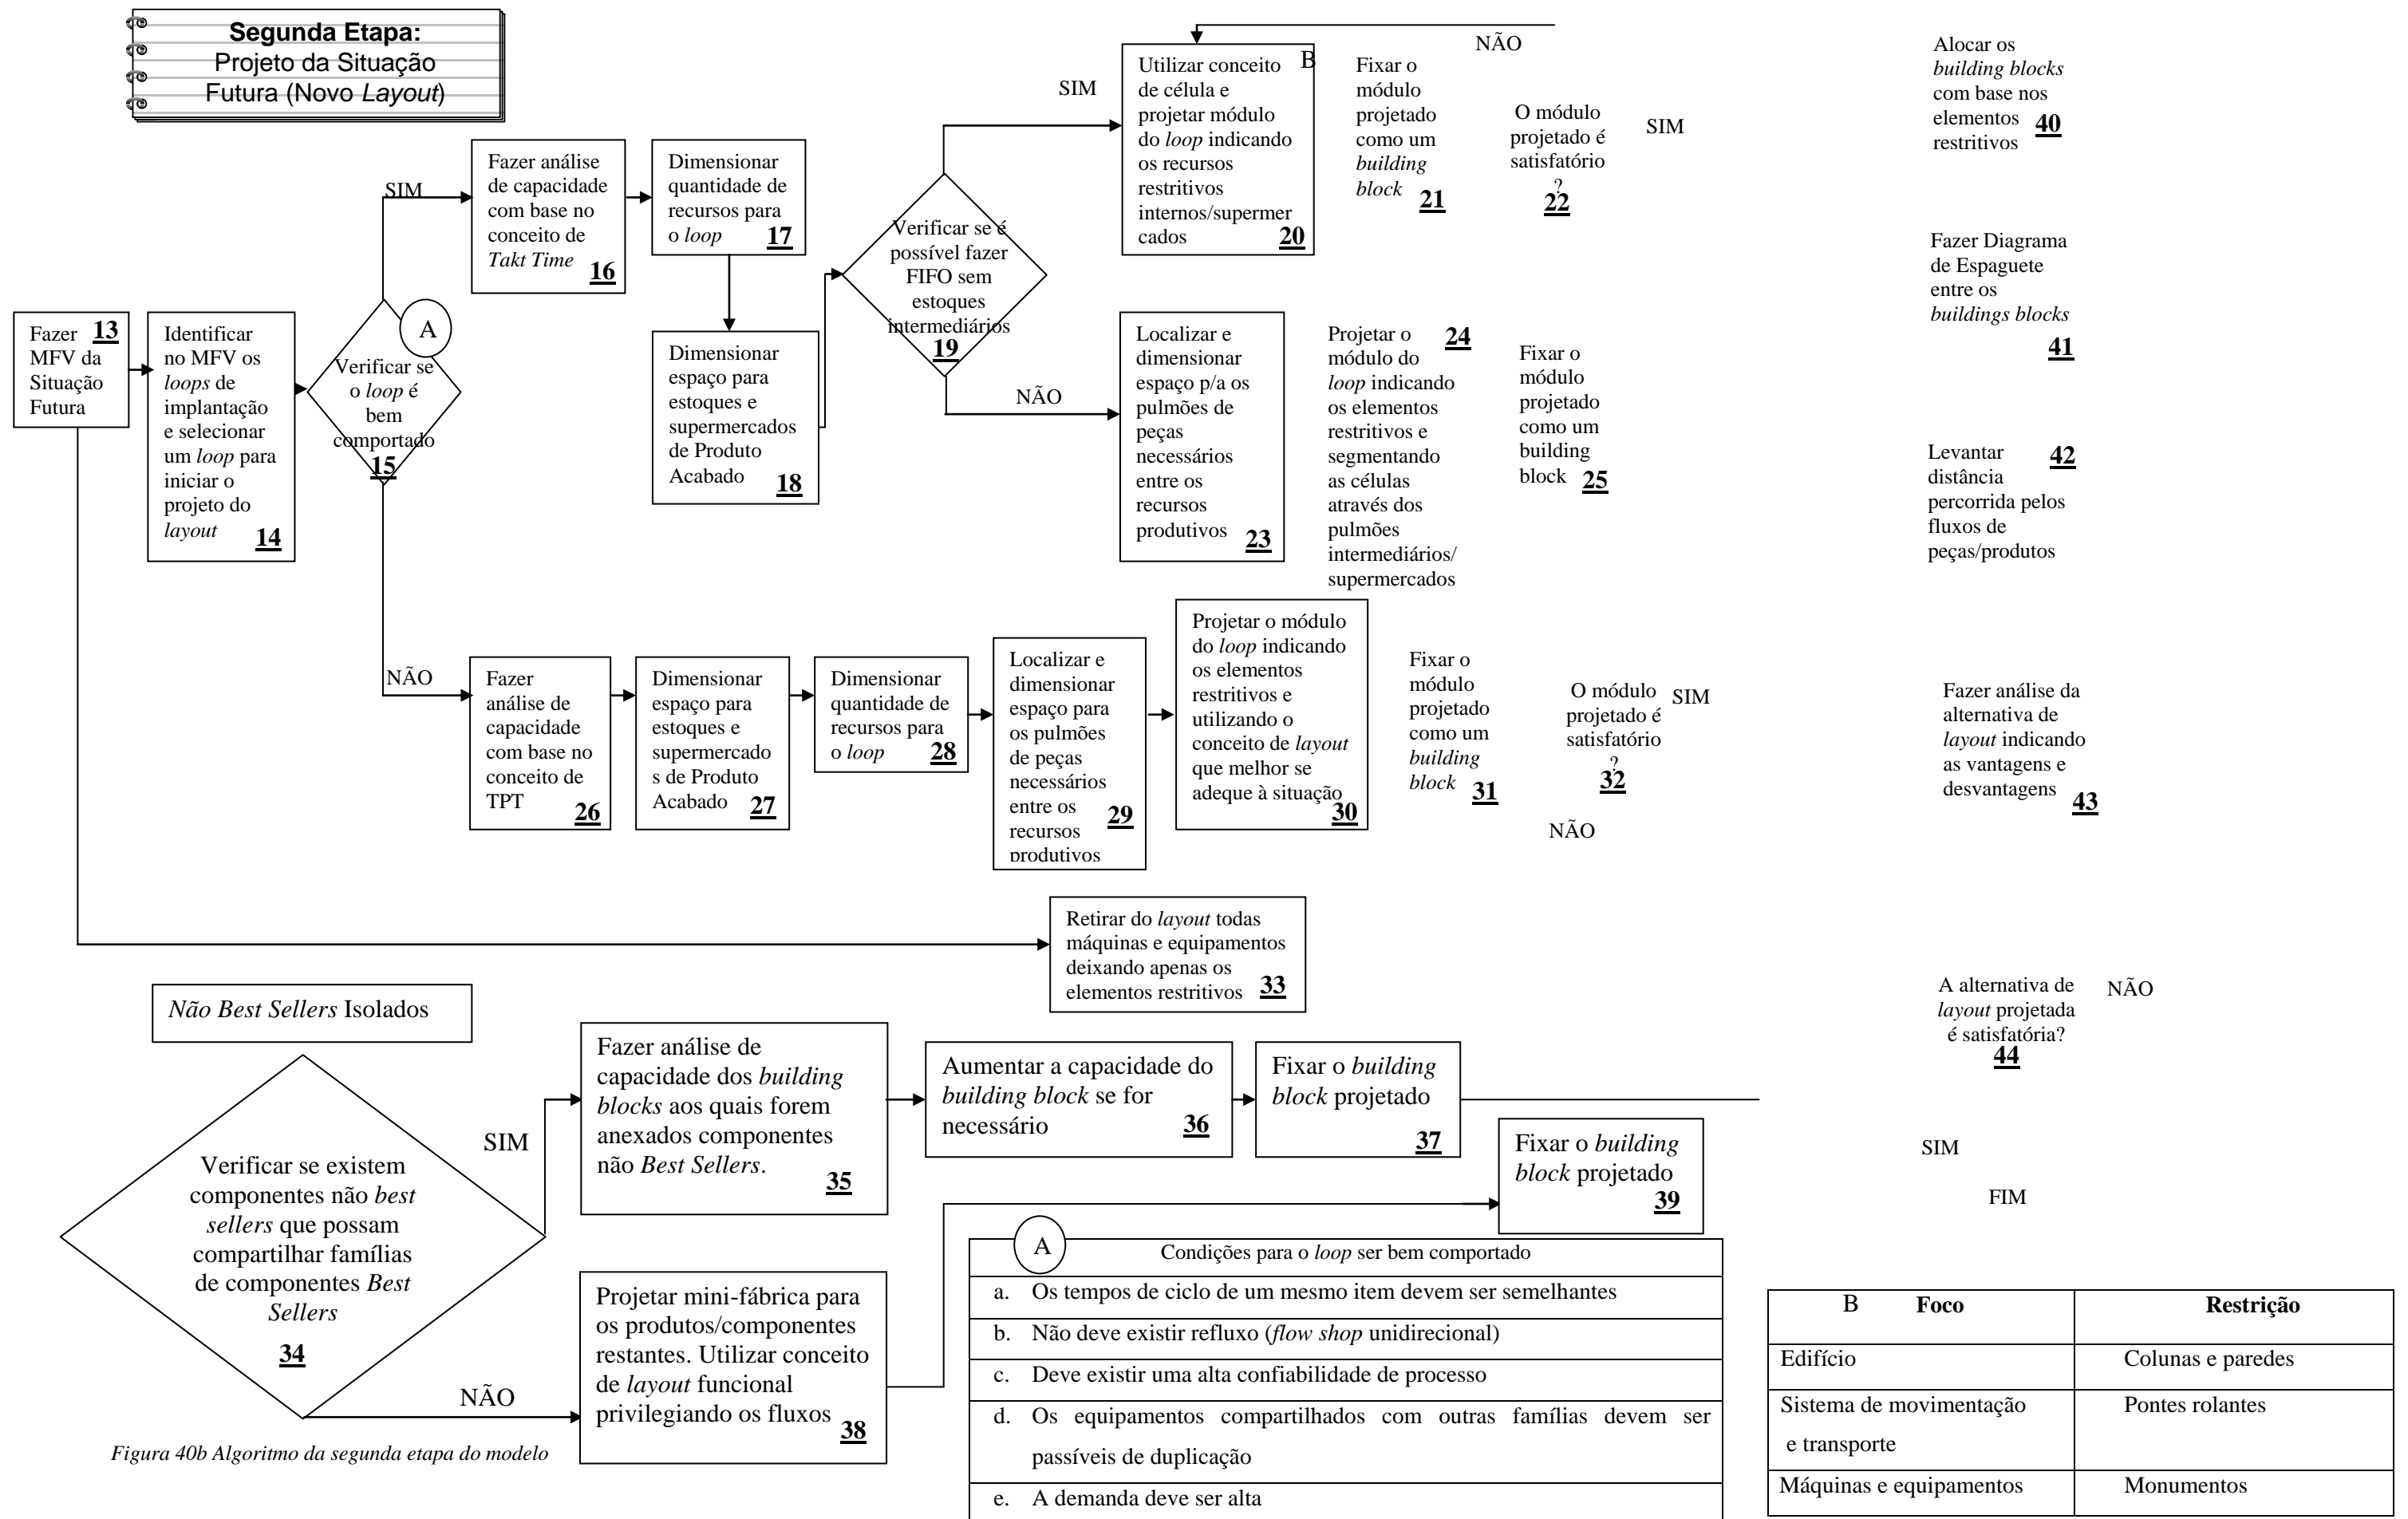 Segunda Etapa:
Projeto da Situação
Futura (Novo Layout)
Fazer 13
MFV da
Situação
Futura
Identificar
no MFV os
loops de
implantação
e selecionar
um loop para
iniciar o
projeto do
layout
14
A
Verificar se
o loop é
bem
comportado
15
SIM
Fazer análise
de capacidade
com base no
conceito de
Takt Time
16
Dimensionar
quantidade de
recursos para
o loop 17
Dimensionar
espaço para
estoques e
supermercados
de Produto
Acabado 18
Verificar se é
possível fazer
FIFO sem
estoques
intermediários
19
SIM
NÃO
B
Utilizar conceito
de célula e
projetar módulo
do loop indicando
os recursos
restritivos
internos/supermer
cados 20
Fixar o
módulo
projetado
como um
building
block 21
O módulo
projetado é
satisfatório
?
22
SIM
NÃO
Localizar e
dimensionar
espaço p/a os
pulmões de
peças
necessários
entre os
recursos
produtivos 23
Projetar o 24
módulo do
loop indicando
os elementos
restritivos e
segmentando
as células
através dos
pulmões
intermediários/
supermercados
Fixar o
módulo
projetado
como um
building
block 25
NÃO
Fazer
análise de
capacidade
com base no
conceito de
TPT
26
Dimensionar
espaço para
estoques e
supermercado
s de Produto
Acabado 27
Dimensionar
quantidade de
recursos para
o loop 28
Localizar e
dimensionar
espaço para
os pulmões
de peças
necessários
entre os 29
recursos
produtivos
Projetar o módulo
do loop indicando
os elementos
restritivos e
utilizando o
conceito de layout
que melhor se
adeque à situação
30
Fixar o
módulo
projetado
como um
building
block 31
O módulo
projetado é
satisfatório
?
32
SIM
NÃO
Retirar do layout todas
máquinas e equipamentos
deixando apenas os
elementos restritivos 33
Alocar os
building blocks
com base nos
elementos 40
restritivos
Fazer Diagrama
de Espaguete
entre os
buildings blocks
41
Levantar 42
distância
percorrida pelos
fluxos de
peças/produtos
Fazer análise da
alternativa de
layout indicando
as vantagens e
desvantagens 43
A alternativa de
layout projetada
é satisfatória?
44
NÃO
SIM
FIM
Não Best Sellers Isolados
Verificar se existem
componentes não best
sellers que possam
compartilhar famílias
de componentes Best
Sellers
34
SIM
Fazer análise de
capacidade dos building
blocks aos quais forem
anexados componentes
não Best Sellers.
35
Aumentar a capacidade do
building block se for
necessário 36
Fixar o building
block projetado
37
Fixar o building
block projetado
39
NÃO
Projetar mini-fábrica para
os produtos/componentes
restantes. Utilizar conceito
de layout funcional
privilegiando os fluxos
38
A
Condições para o loop ser bem comportado
a. Os tempos de ciclo de um mesmo item devem ser semelhantes
b. Não deve existir refluxo (flow shop unidirecional)
c. Deve existir uma alta confiabilidade de processo
d. Os equipamentos compartilhados com outras famílias devem ser
passíveis de duplicação
e. A demanda deve ser alta
B Foco Restrição
Edifício Colunas e paredes
Sistema de movimentação Pontes rolantes
e transporte
Máquinas e equipamentos Monumentos
Figura 40b Algoritmo da segunda etapa do modelo